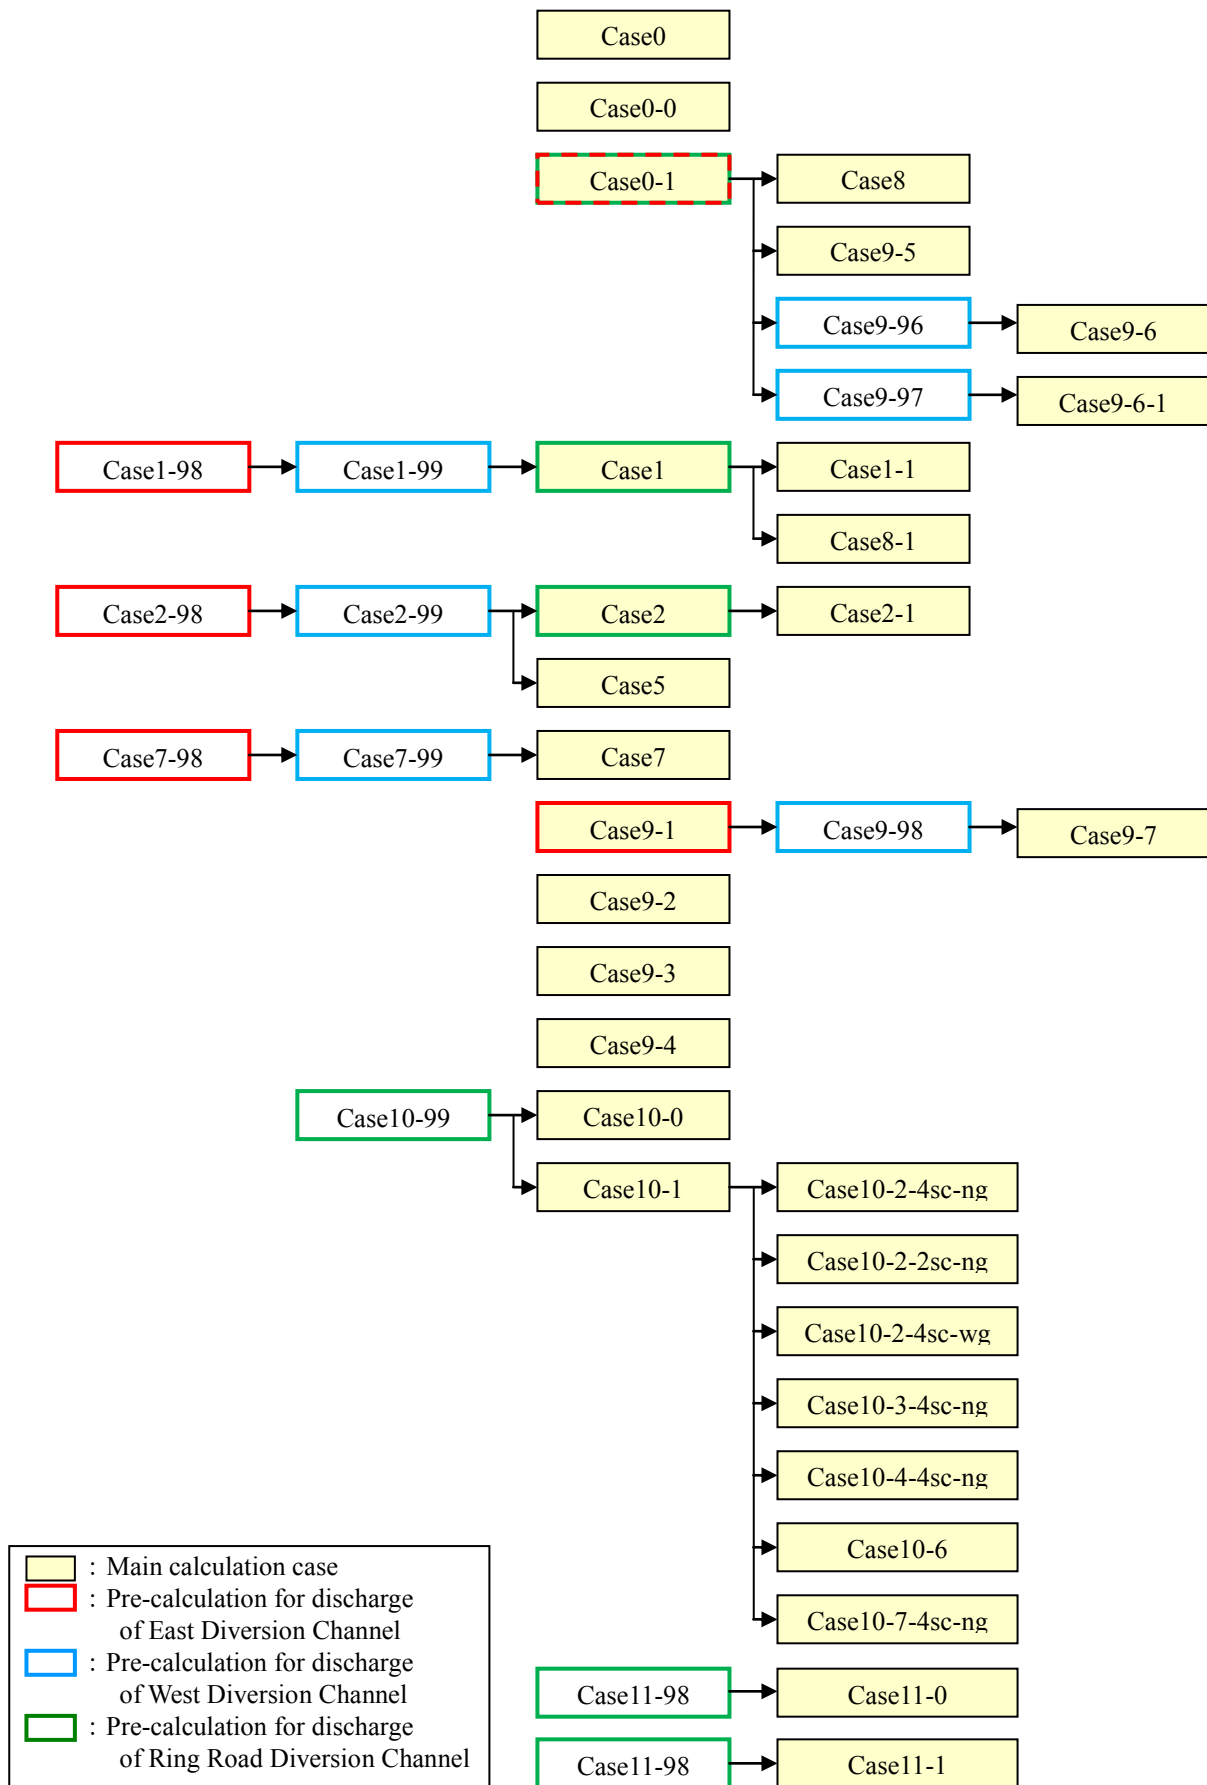 Case0
Case0-0
Case0-1
Case8
Case9-5
Case9-96
Case9-6
Case9-97
Case9-6-1
Case1-98
Case1-99
Case1
Case1-1
Case8-1
Case2-98
Case2-99
Case2
Case2-1
Case5
Case7-98
Case7-99
Case7
Case9-1
Case9-98
Case9-7
Case9-2
Case9-3
Case9-4
Case10-99
Case10-0
Case10-1
Case10-2-4sc-ng
Case10-2-2sc-ng
Case10-2-4sc-wg
Case10-3-4sc-ng
Case10-4-4sc-ng
Case10-6
Case10-7-4sc-ng
Case11-98
Case11-0
Case11-98
Case11-1
: Main calculation case
: Pre-calculation for discharge
of East Diversion Channel
: Pre-calculation for discharge
of West Diversion Channel
: Pre-calculation for discharge
of Ring Road Diversion Channel